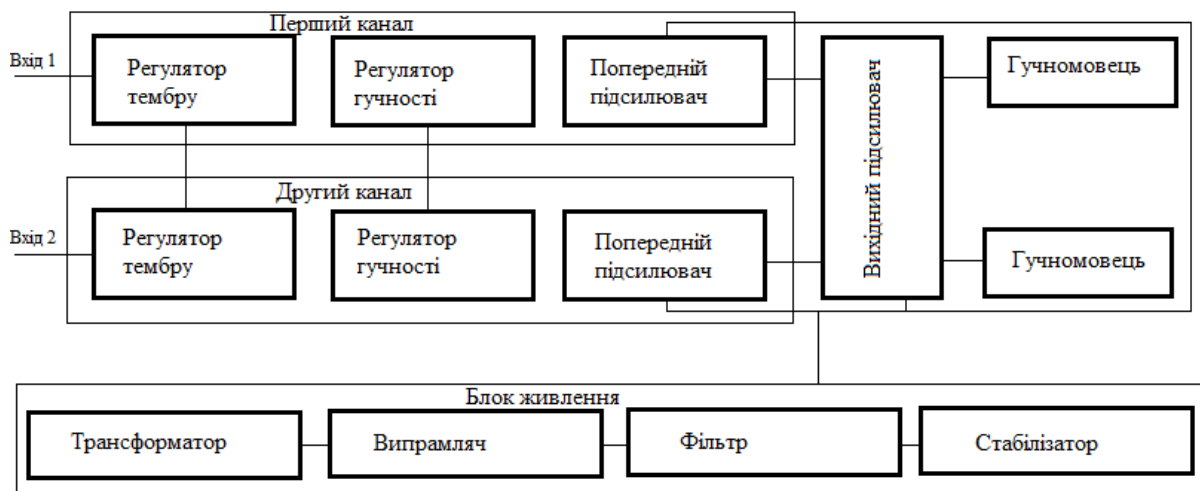 Перший канал
Вхід 1
Регулятор
тембру
Регулятор
гучності
Попередній
підсилювач
Вихідний підсилювач
Гучномовець
Другий канал
Вхід 2
Регулятор
тембру
Регулятор
гучності
Попередній
підсилювач
Гучномовець
Блок живлення
Трансформатор
Випрамляч
Фільтр
Стабілізатор